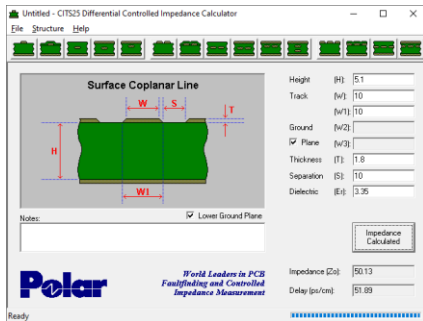 Untitled - CITS25 Differential Controlled Impedance Calculator
File Structure Help
Surface Coplanar Line
W S T
H
W1
Height (H): 5.1
Track (W): 10
(W1): 10
Ground (W2):
Plane (W3):
Thickness (T): 1.8
Separation (S): 10
Dielectric (Er): 3.35
Notes: Lower Ground Plane
Impedance
Calculated
Polar
World Leaders in PCB
Faultfinding and Controlled
Impedance Measurement
Impedance (Zo): 50.13
Delay (ps/cm): 51.89
Ready